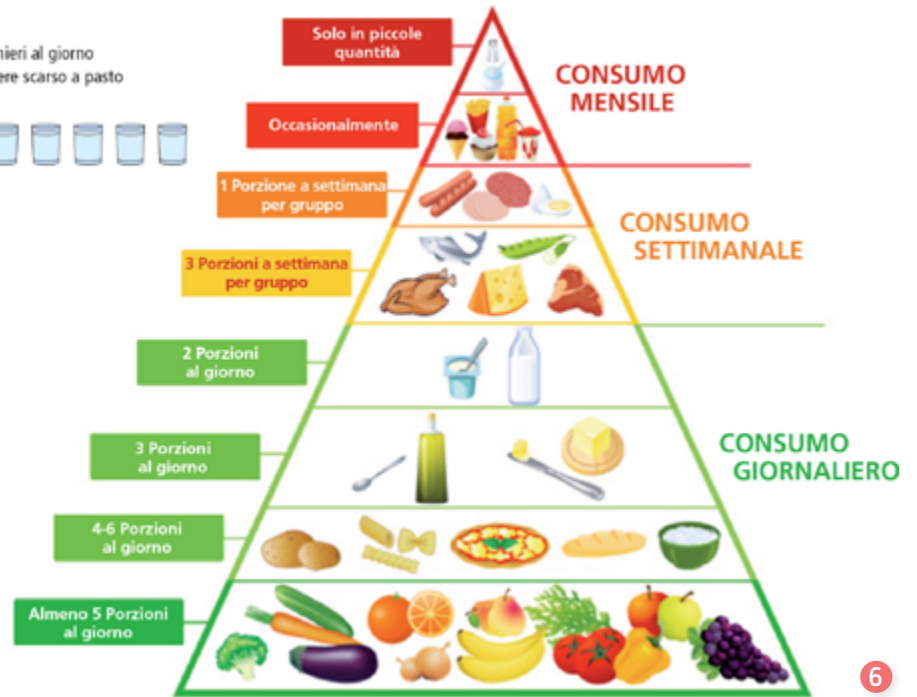 al giorno
scarso a pasto
Solo in piccole
quantità
CONSUMO
MENSILE
Occasionalmente
1 Porzione a settimana
per gruppo
CONSUMO
SETTIMANALE
3 Porzioni a settimana
per gruppo
2 Porzioni
al giorno
3 Porzioni
al giorno
CONSUMO
GIORNALIERO
4-6 Porzioni
al giorno
Almeno 5 Porzioni
al giorno
6